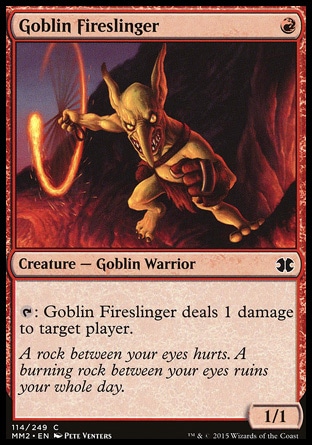 Goblin Fireslinger
Creature — Goblin Warrior
: Goblin Fireslinger deals 1 damage
to target player.
A rock between your eyes hurts. A
burning rock between your eyes ruins
your whole day.
1/1
114/249 C
MM2 • EN Pete Venters
™ & © 2015 Wizards of the Coast